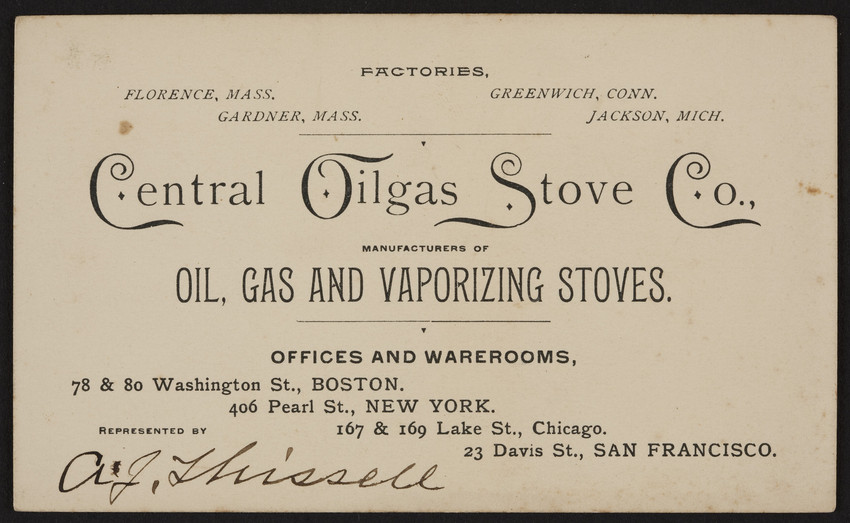 FACTORIES,
FLORENCE, MASS. GREENWICH, CONN.
GARDNER, MASS. JACKSON, MICH.
Central Oilgas Stove Co.,
MANUFACTURERS OF
OIL, GAS AND VAPORIZING STOVES.
OFFICES AND WAREROOMS,
78 & 80 Washington St., BOSTON.
406 Pearl St., NEW YORK.
REPRESENTED BY 167 & 169 Lake St., Chicago.
23 Davis St., SAN FRANCISCO.
A.J. Thissell